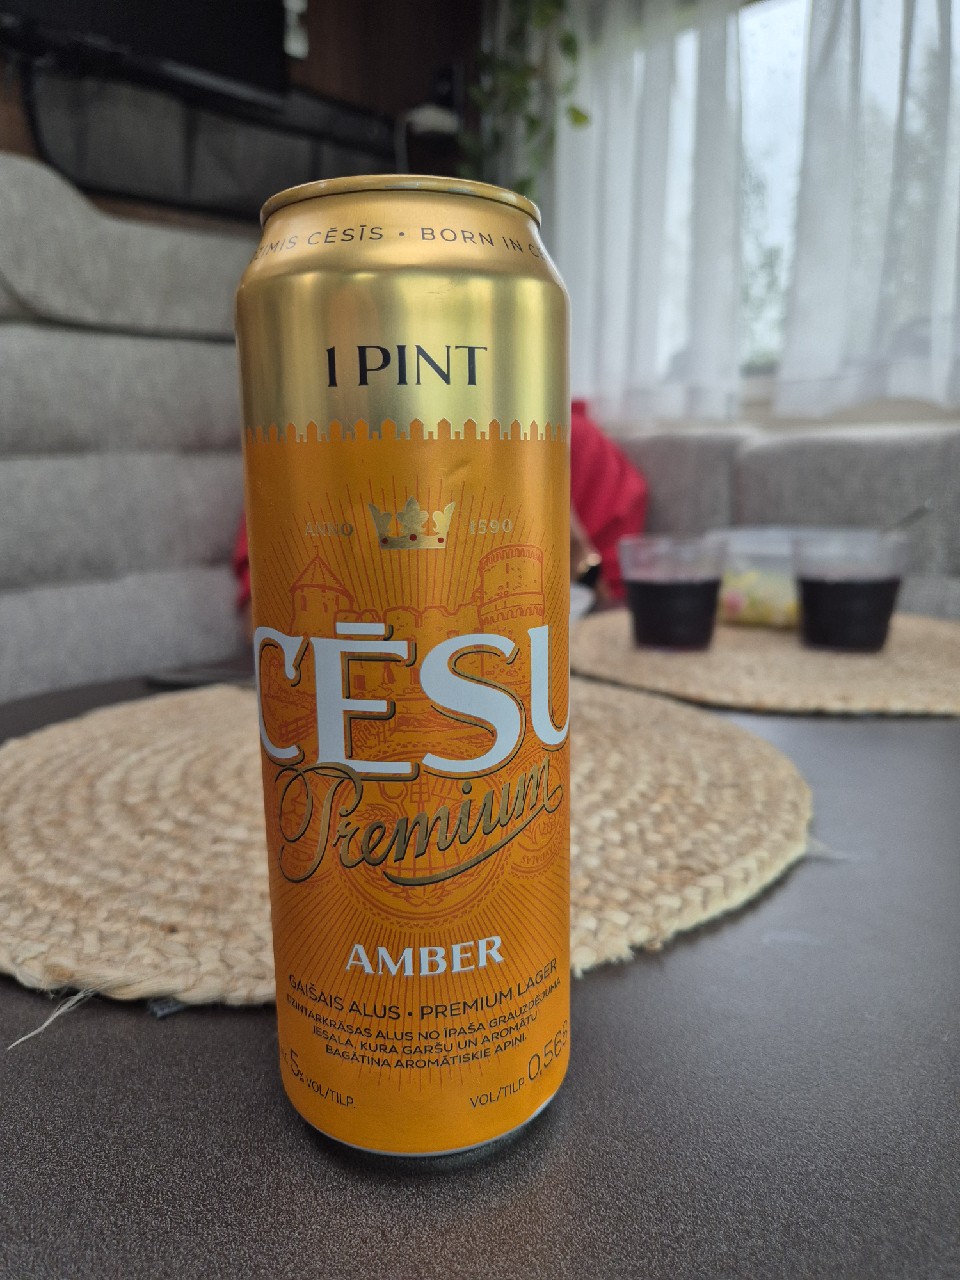 DZIMIS CĒSĪS • BORN IN
1 PINT
ANNO 1590
CĒSU
Premium
AMBER
GAIŠAIS ALUS • PREMIUM LAGER
DZINTARKRĀSAS ALUS NO ĪPAŠA GRAUZDĒJUMA
IESALA, KURA GARŠU UN AROMĀTU
BAGĀTINA AROMĀTISKIE APIŅI.
5% VOL/TILP.
VOL/TILP. 0,568